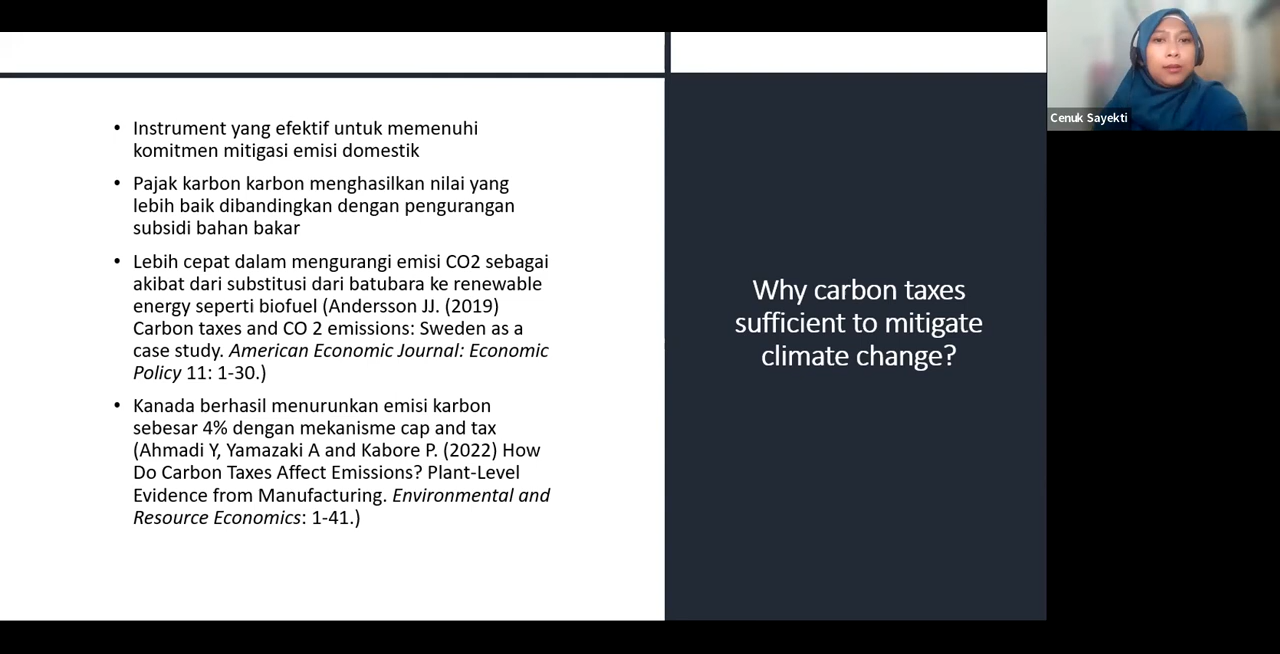 • Instrument yang efektif untuk memenuhi
komitmen mitigasi emisi domestik
• Pajak karbon karbon menghasilkan nilai yang
lebih baik dibandingkan dengan pengurangan
subsidi bahan bakar
• Lebih cepat dalam mengurangi emisi CO2 sebagai
akibat dari substitusi dari batubara ke renewable
energy seperti biofuel (Andersson JJ. (2019)
Carbon taxes and CO 2 emissions: Sweden as a
case study. American Economic Journal: Economic
Policy 11: 1-30.)
• Kanada berhasil menurunkan emisi karbon
sebesar 4% dengan mekanisme cap and tax
(Ahmadi Y, Yamazaki A and Kabore P. (2022) How
Do Carbon Taxes Affect Emissions? Plant-Level
Evidence from Manufacturing. Environmental and
Resource Economics: 1-41.)
Why carbon taxes
sufficient to mitigate
climate change?
Cenuk Sayekti